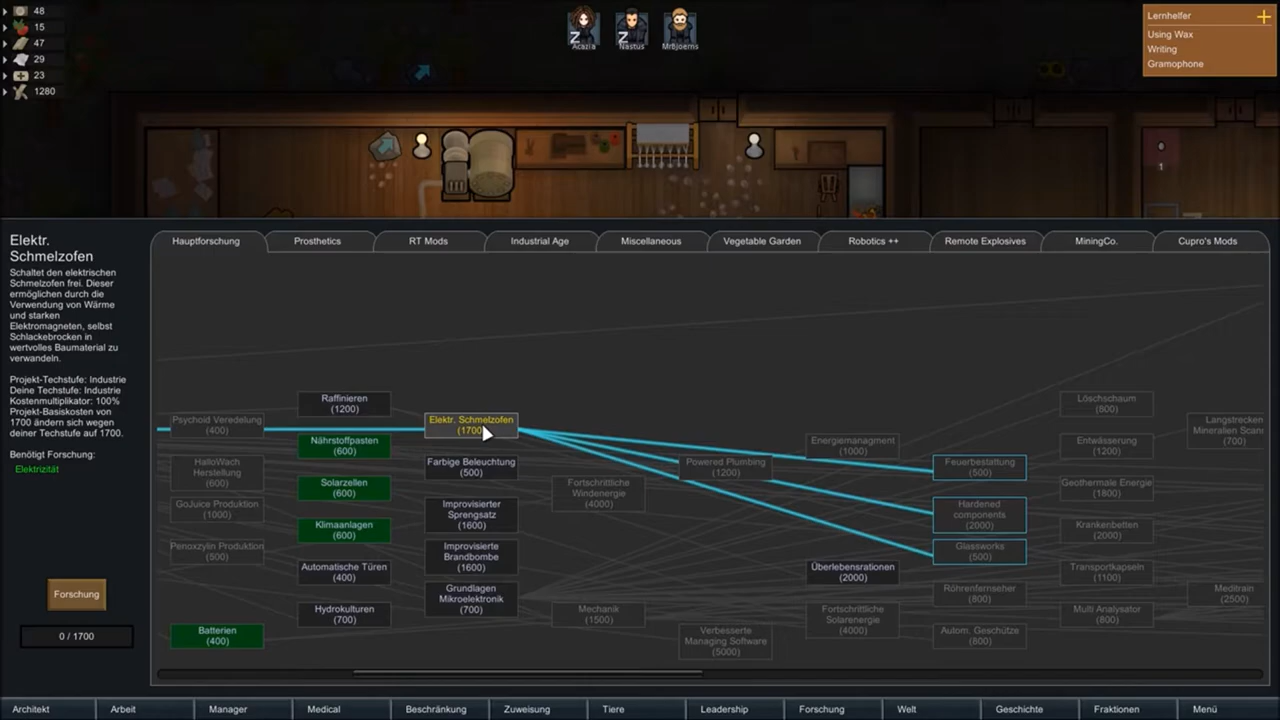 48
15
47
29
23
1280
Z
Acazia
Z
Nastus
MrBjoerns
Lernhelfer
Using Wax
Writing
Gramophone
1
Elektr.
Schmelzofen
Schaltet den elektrischen
Schmelzofen frei. Dieser
ermöglichen durch die
Verwendung von Wärme
und starken
Elektromagneten, selbst
Schlackebrocken in
wertvolles Baumaterial zu
verwandeln.
Projekt-Techstufe: Industrie
Deine Techstufe: Industrie
Kostenmultiplikator: 100%
Projekt-Basiskosten von
1700 ändern sich wegen
deiner Techstufe auf 1700.
Benötigt Forschung:
Elektrizität
Forschung
0 / 1700
Hauptforschung
Prosthetics
RT Mods
Industrial Age
Miscellaneous
Vegetable Garden
Robotics ++
Remote Explosives
MiningCo.
Cupro's Mods
Psychoid Veredelung
(400)
HalloWach
Herstellung
(600)
GoJuice Produktion
(1000)
Penoxzylin Produktion
(500)
Batterien
(400)
Raffinieren
(1200)
Nährstoffpasten
(600)
Solarzellen
(600)
Klimaanlagen
(600)
Automatische Türen
(400)
Hydrokulturen
(700)
Elektr. Schmelzofen
(1700)
Farbige Beleuchtung
(500)
Improvisierter
Sprengsatz
(1600)
Improvisierte
Brandbombe
(1600)
Grundlagen
Mikroelektronik
(700)
Fortschrittliche
Windenergie
(4000)
Mechanik
(1500)
Powered Plumbing
(1200)
Verbesserte
Managing Software
(5000)
Energiemanagment
(1000)
Überlebensrationen
(2000)
Fortschrittliche
Solarenergie
(4000)
Feuerbestattung
(500)
Hardened
components
(2000)
Glassworks
(500)
Röhrenfernseher
(800)
Autom. Geschütze
(800)
Löschschaum
(800)
Entwässerung
(1200)
Geothermale Energie
(1800)
Krankenbetten
(2000)
Transportkapseln
(1100)
Multi Analysator
(800)
Langstrecken
Mineralien Scan
(700)
Meditrain
(2500)
Architekt
Arbeit
Manager
Medical
Beschränkung
Zuweisung
Tiere
Leadership
Forschung
Welt
Geschichte
Fraktionen
Menü